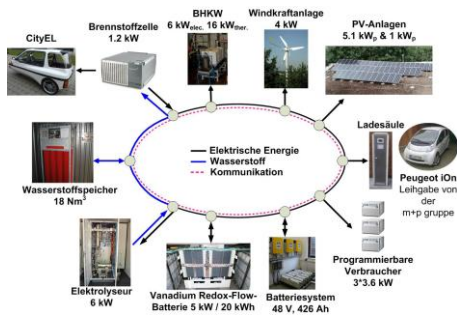 CityEL
Brennstoffzelle
1.2 kW
BHKW
6 kWelec. 16 kWther.
Windkraftanlage
4 kW
PV-Anlagen
5.1 kWp & 1 kWp
Elektrische Energie
Wasserstoff
Kommunikation
Ladesäule
Peugeot iOn
Leihgabe von
der
m+p gruppe
Wasserstoffspeicher
18 Nm³
Programmierbare
Verbraucher
3*3.6 kW
Elektrolyseur
6 kW
Vanadium Redox-Flow-
Batterie 5 kW / 20 kWh
Batteriesystem
48 V, 426 Ah